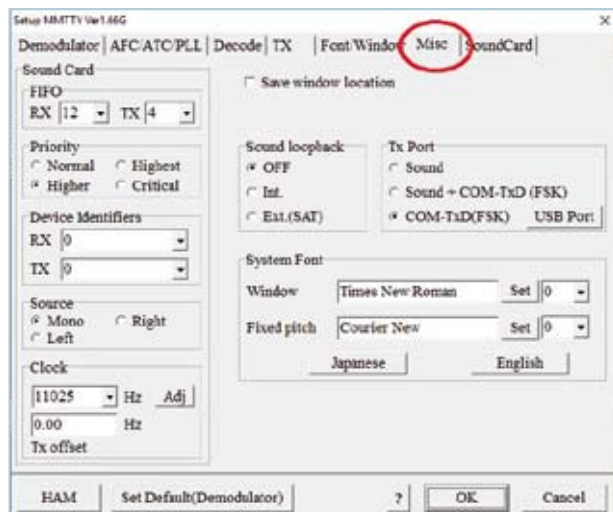 Setup MMTTY Ver1.66G
Demodulator AFC/ATC/PLL Decode TX Font/Window Misc SoundCard
Sound Card
FIFO
RX 12 TX 4
Priority
Normal Highest
Higher Critical
Device Identifiers
RX 0
TX 0
Source
Mono Right
Left
Clock
11025 Hz Adj
0.00 Hz
Tx offset
Save window location
Sound loopback
OFF
Int.
Ext.(SAT)
Tx Port
Sound
Sound + COM-TxD (FSK)
COM-TxD(FSK) USB Port
System Font
Window Times New Roman Set 0
Fixed pitch Courier New Set 0
Japanese English
HAM Set Default(Demodulator) ? OK Cancel